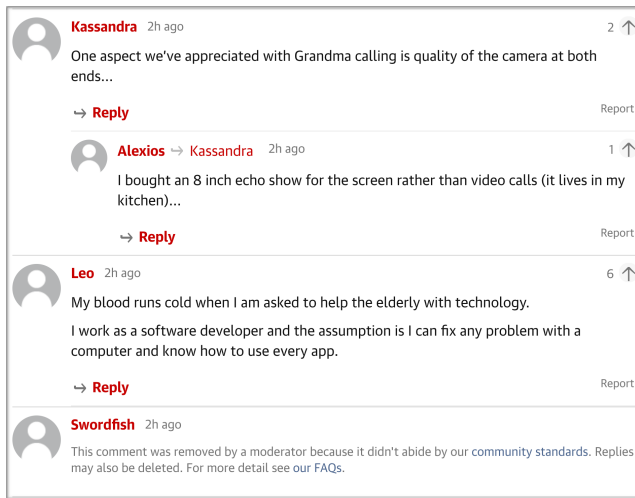 Kassandra 2h ago 2
One aspect we've appreciated with Grandma calling is quality of the camera at both
ends...
Reply Report
Alexios Kassandra 2h ago 1
I bought an 8 inch echo show for the screen rather than video calls (it lives in my
kitchen)...
Reply Report
Leo 2h ago 6
My blood runs cold when I am asked to help the elderly with technology.
I work as a software developer and the assumption is I can fix any problem with a
computer and know how to use every app.
Reply Report
Swordfish 2h ago
This comment was removed by a moderator because it didn't abide by our community standards. Replies
may also be deleted. For more detail see our FAQs.